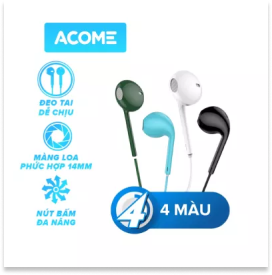 ACOME
ĐEO TAI
DỄ CHỊU
MÀNG LOA
PHỨC HỢP 14MM
NÚT BẤM
ĐA NĂNG
4 4 MÀU